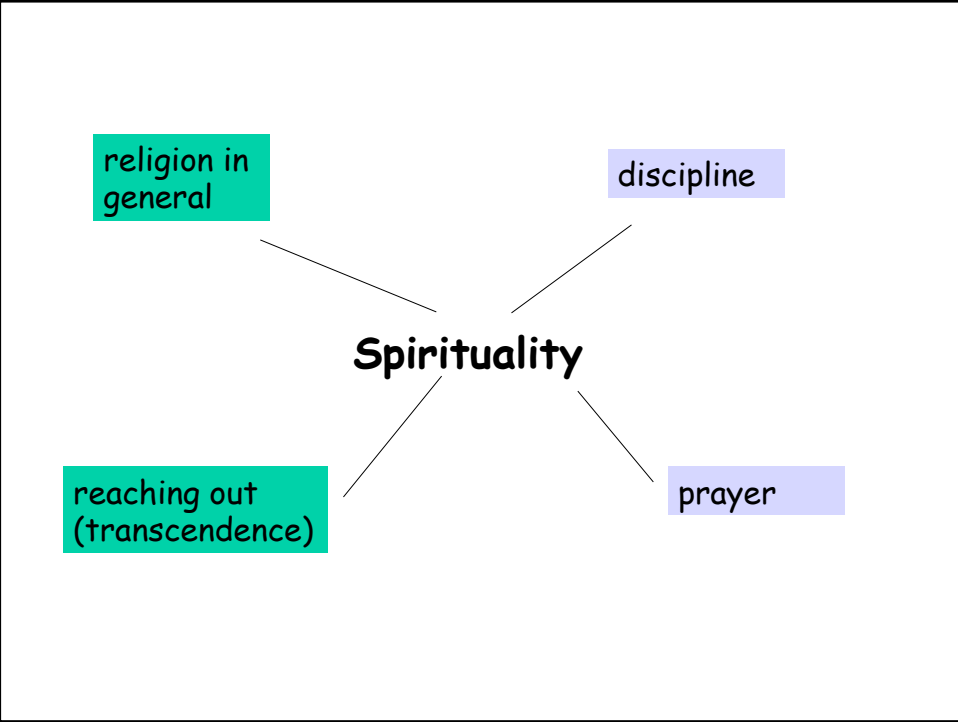 religion in
general
discipline
Spirituality
reaching out
(transcendence)
prayer